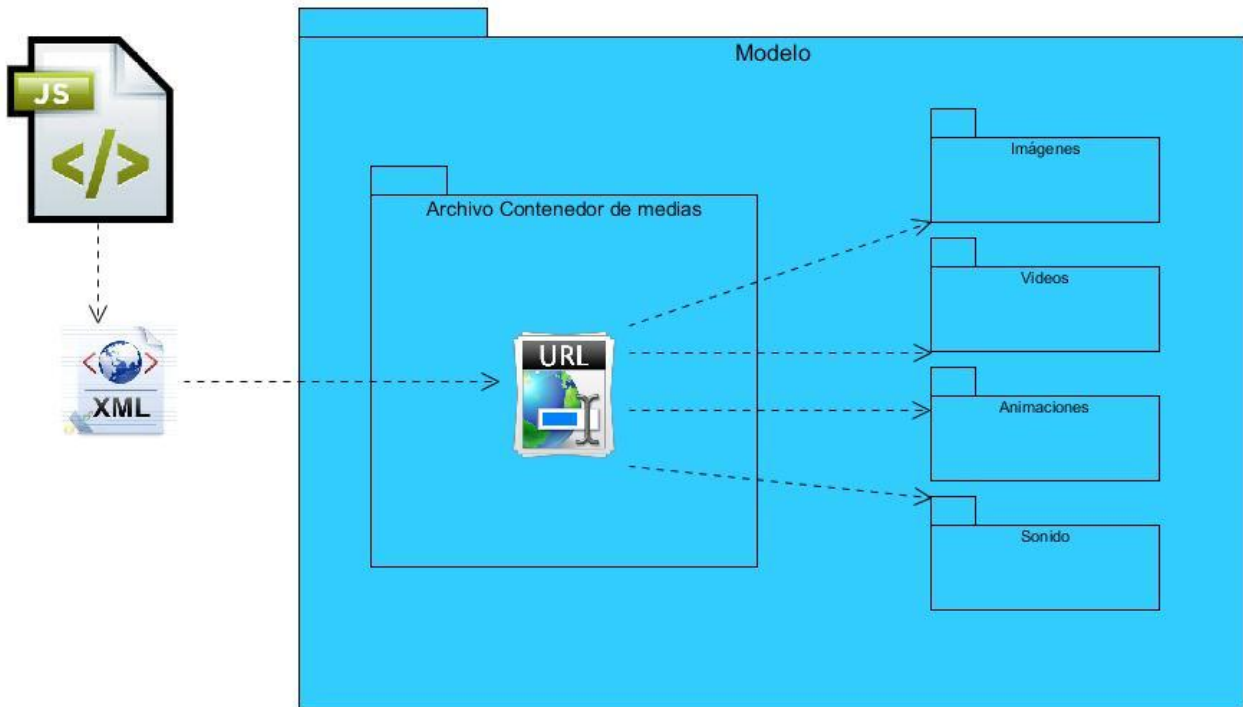 Modelo
JS
</>
Imágenes
Archivo Contenedor de medias
Videos
URL
< >
XML
Animaciones
Sonido